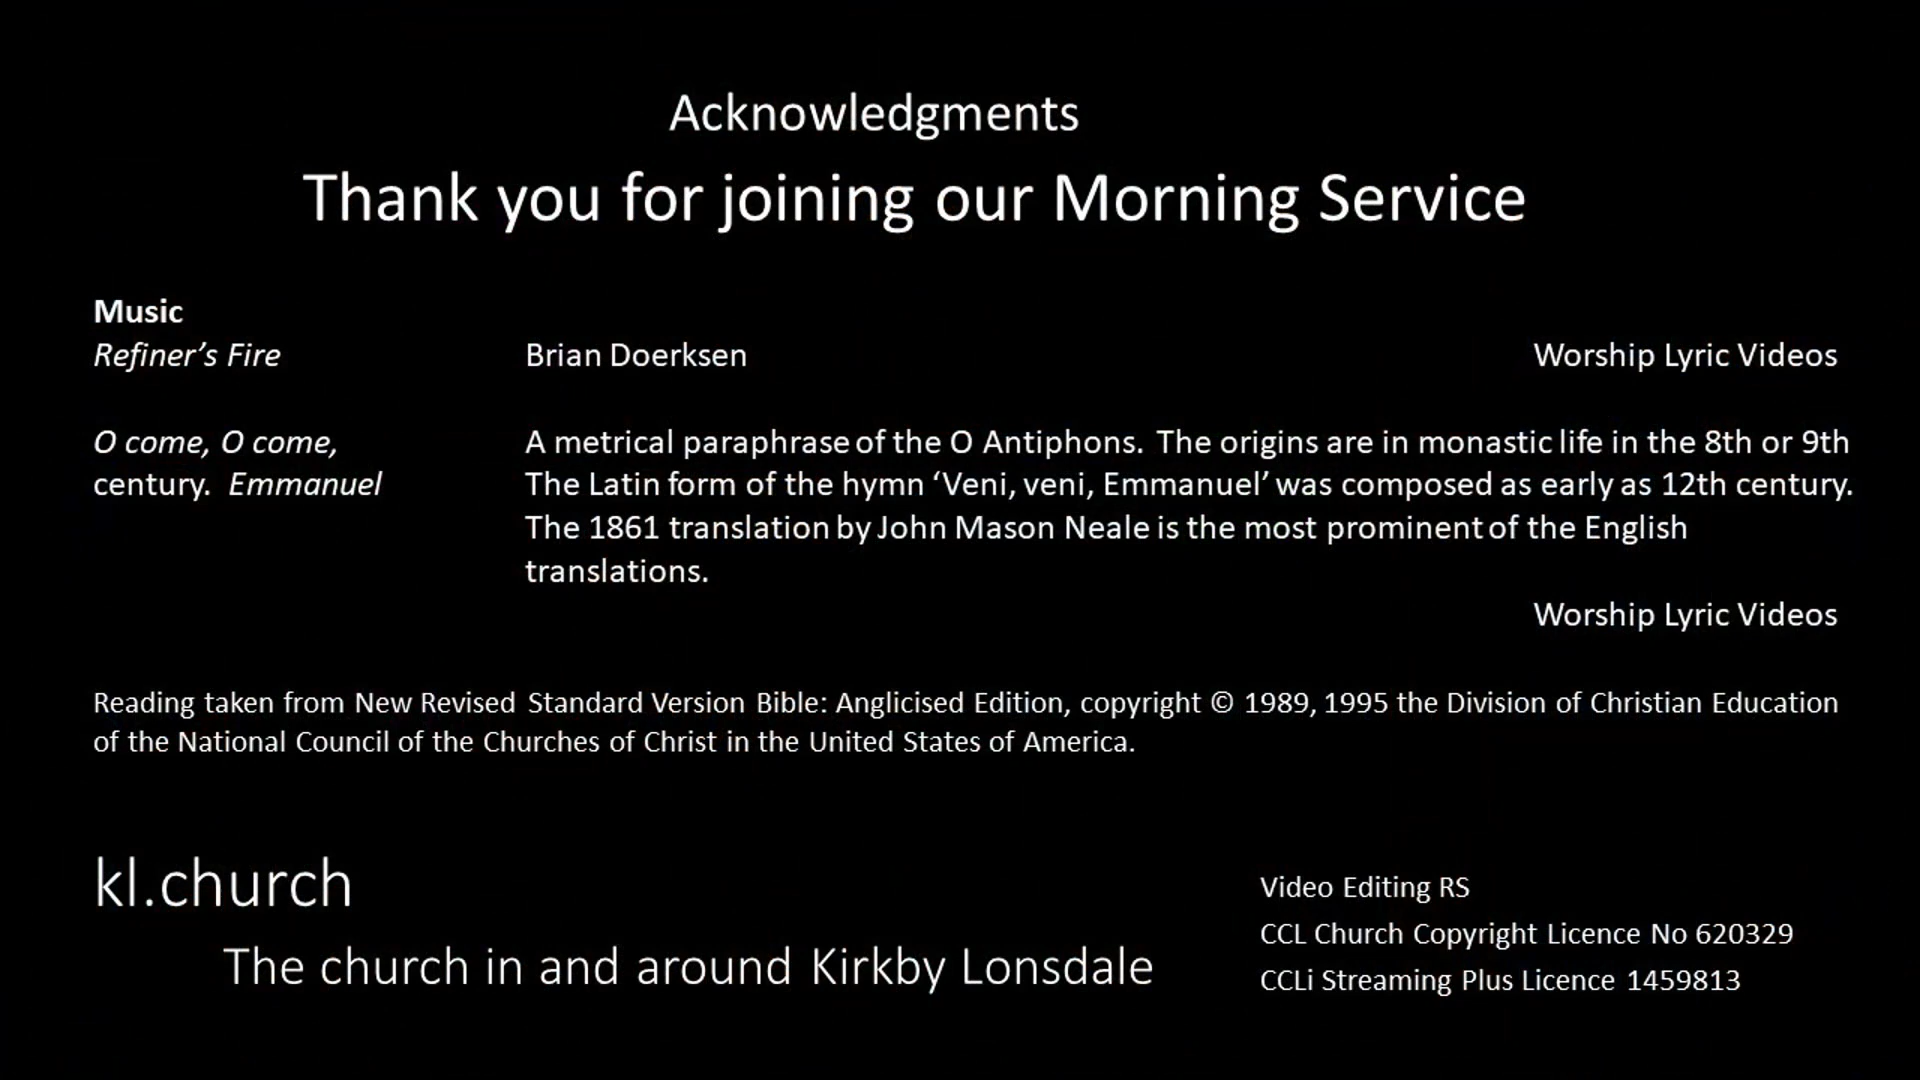 Acknowledgments
Thank you for joining our Morning Service
Music
Refiner’s Fire Brian Doerksen Worship Lyric Videos
O come, O come, A metrical paraphrase of the O Antiphons. The origins are in monastic life in the 8th or 9th
century. Emmanuel The Latin form of the hymn ‘Veni, veni, Emmanuel’ was composed as early as 12th century.
The 1861 translation by John Mason Neale is the most prominent of the English
translations.
Worship Lyric Videos
Reading taken from New Revised Standard Version Bible: Anglicised Edition, copyright © 1989, 1995 the Division of Christian Education
of the National Council of the Churches of Christ in the United States of America.
kl.church
The church in and around Kirkby Lonsdale
Video Editing RS
CCL Church Copyright Licence No 620329
CCLi Streaming Plus Licence 1459813